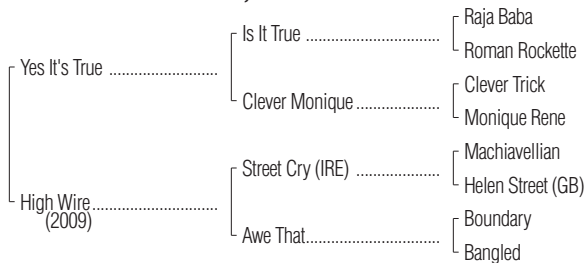 Raja Baba
Is It True
Roman Rockette
Yes It's True
Clever Trick
Clever Monique
Monique Rene
Machiavellian
Street Cry (IRE)
Helen Street (GB)
High Wire
(2009)
Boundary
Awe That
Bangled